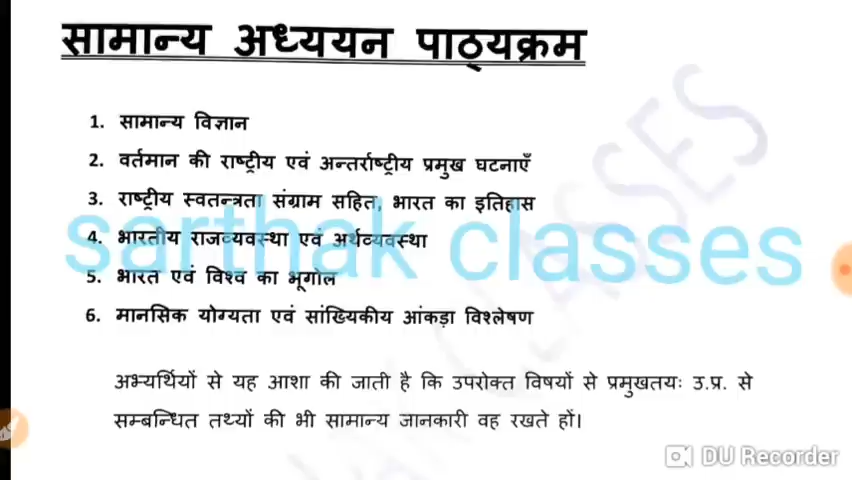 सामान्य अध्ययन पाठ्यक्रम
1. सामान्य विज्ञान
2. वर्तमान की राष्ट्रीय एवं अन्तर्राष्ट्रीय प्रमुख घटनाएँ
3. राष्ट्रीय स्वतन्त्रता संग्राम सहित, भारत का इतिहास
sarthak classes
4. भारतीय राजव्यवस्था एवं अर्थव्यवस्था
5. भारत एवं विश्व का भूगोल
6. मानसिक योग्यता एवं सांख्यिकीय आंकड़ा विश्लेषण
अभ्यर्थियों से यह आशा की जाती है कि उपरोक्त विषयों से प्रमुखतयः उ.प्र. से
सम्बन्धित तथ्यों की भी सामान्य जानकारी वह रखते हों।
DU Recorder